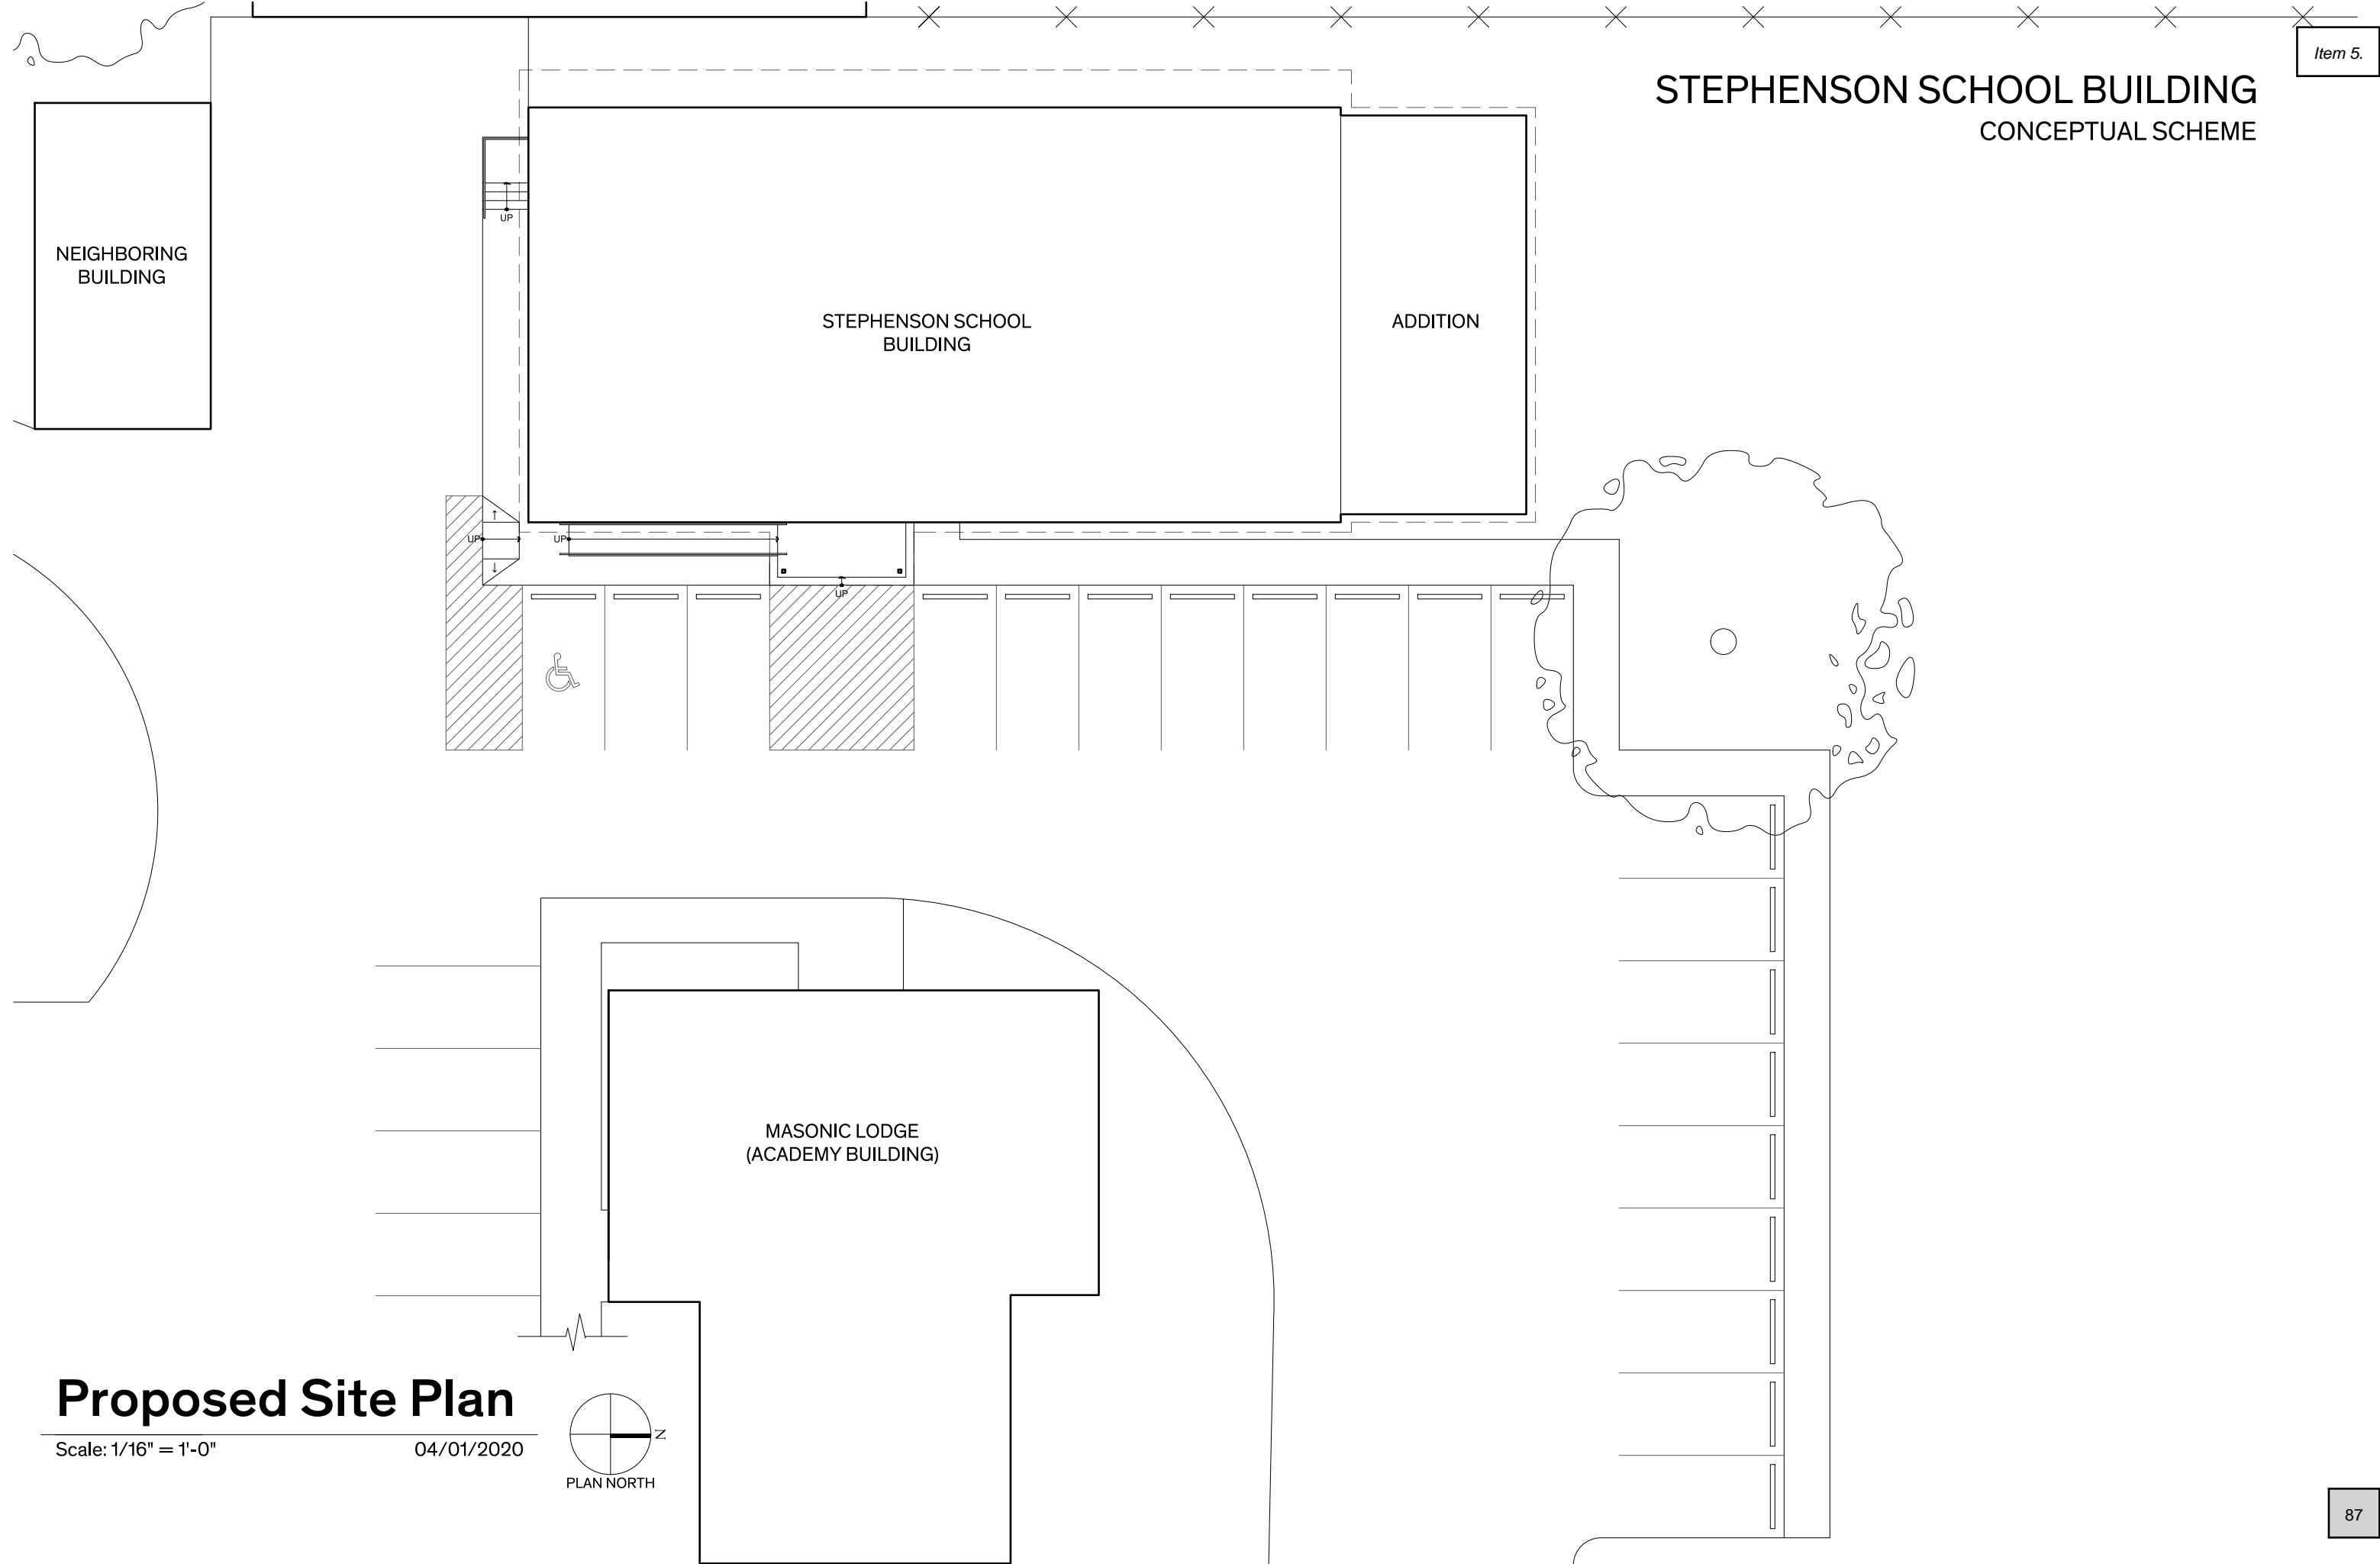 Item 5.
STEPHENSON SCHOOL BUILDING
CONCEPTUAL SCHEME
UP
NEIGHBORING
BUILDING
STEPHENSON SCHOOL
BUILDING
ADDITION
UP
UP
UP
MASONIC LODGE
(ACADEMY BUILDING)
Proposed Site Plan
Scale: 1/16" = 1'-0"
04/01/2020
N
PLAN NORTH
87